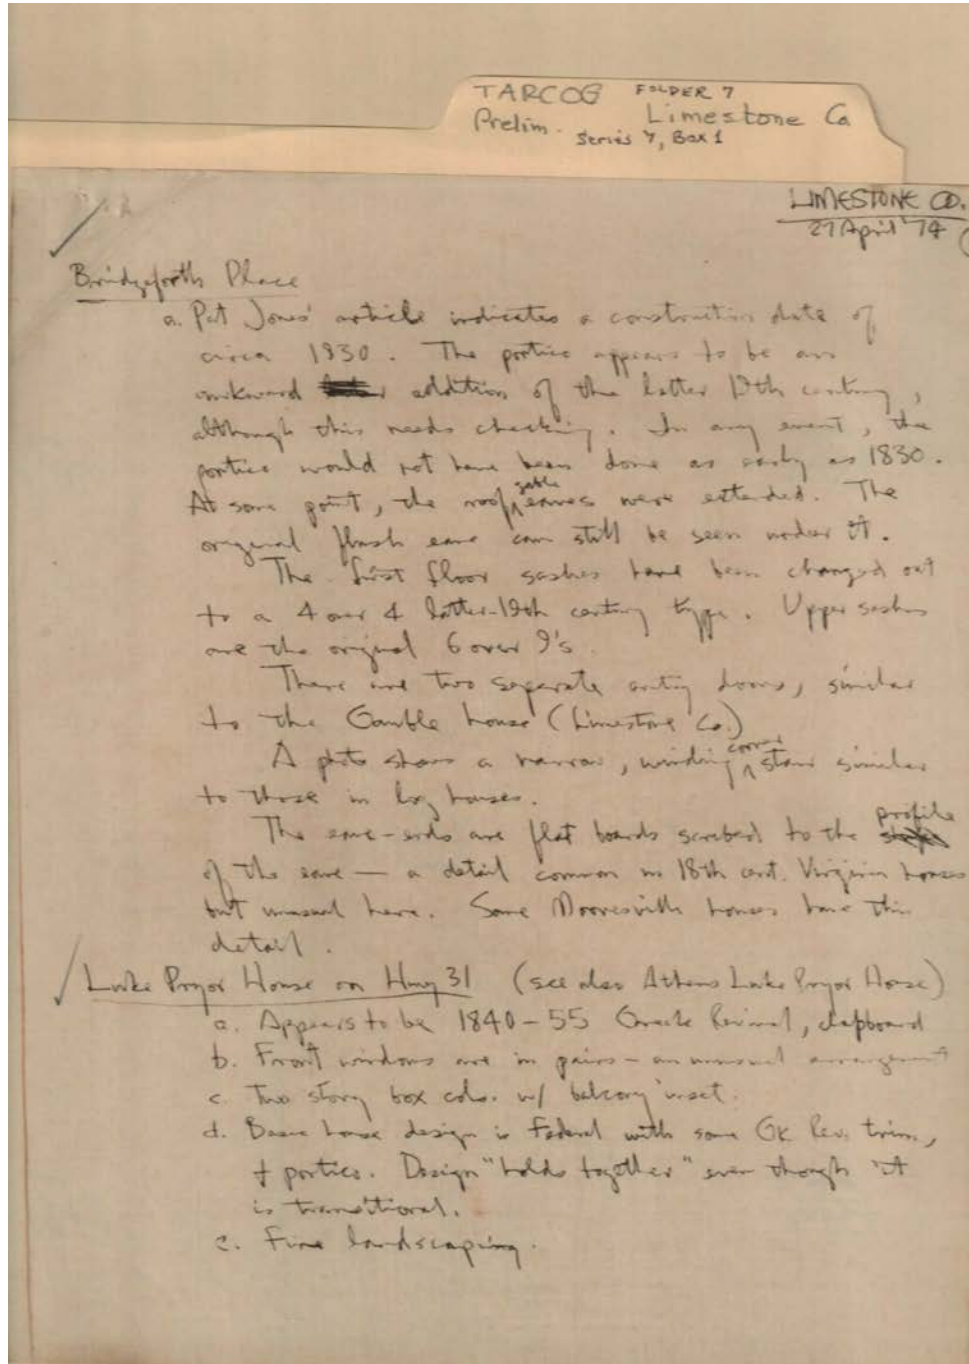 TARCOG FOLDER 7
Prelim. Limestone Co
Series 7, Box 1
LIMESTONE CO.
27 April '74
Bridgeforth Place
a. Pat Jones' article indicates a construction date of
circa 1830. The portico appears to be an
awkward addition of the latter 19th century,
although this needs checking. In any event, the
portico would not have been done as early as 1830.
At some point, the roof gable eaves were extended. The
original flush eave can still be seen under it.
The first floor sashes have been changed out
to a 4 over 4 latter-19th century type. Upper sashes
are the original 6 over 9's.
There are two separate entry doors, similar
to the Gamble house (Limestone Co.)
A photo shows a narrow, winding corner stair similar
to those in log houses.
The eave-ends are flat boards scribed to the profile
of the eave — a detail common in 18th cent. Virginia houses
but unusual here. Some Mooresville houses have this
detail.
Luke Pryor House on Hwy 31 (see also Athens Luke Pryor House)
a. Appears to be 1840-55 Greek Revival, clapboard
b. Front windows are in pairs - an unusual arrangement
c. Two story box cols. w/ balcony inset.
d. Basic house design is Federal with some Gk Rev. trim,
+ portico. Design "holds together" even though it
is transitional.
e. Fine landscaping.